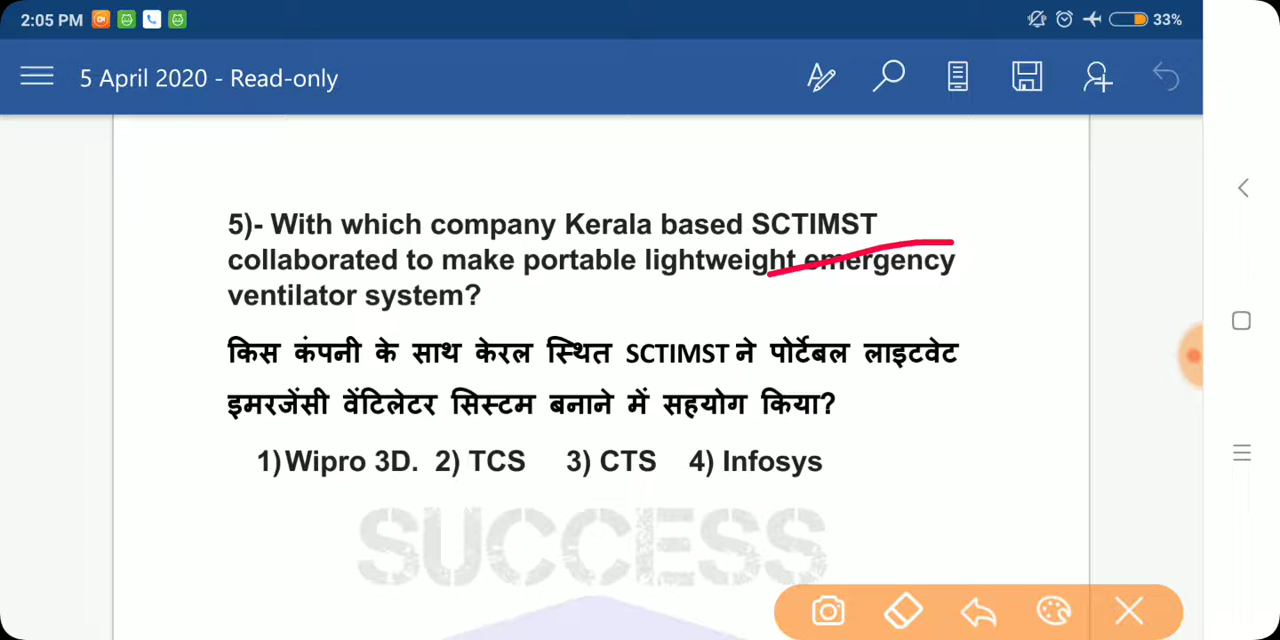 2:05 PM 33%
5 April 2020 - Read-only
5)- With which company Kerala based SCTIMST
collaborated to make portable lightweight emergency
ventilator system?
किस कंपनी के साथ केरल स्थित SCTIMST ने पोर्टेबल लाइटवेट
इमरजेंसी वेंटिलेटर सिस्टम बनाने में सहयोग किया?
1) Wipro 3D. 2) TCS 3) CTS 4) Infosys
SUCCESS